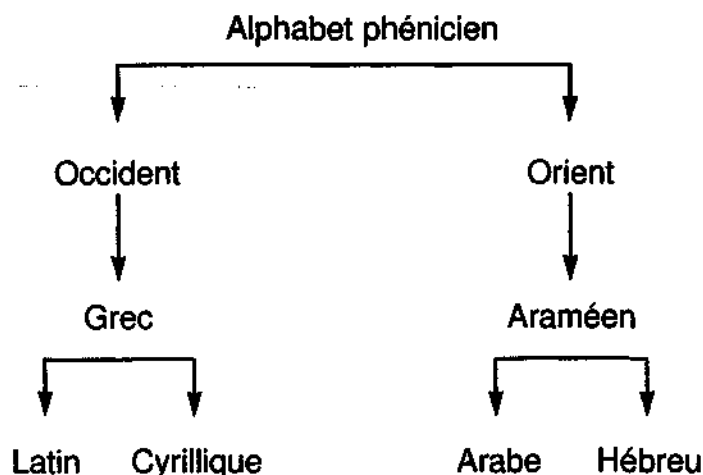 Alphabet phénicien
Occident Orient
Grec Araméen
Latin Cyrillique Arabe Hébreu